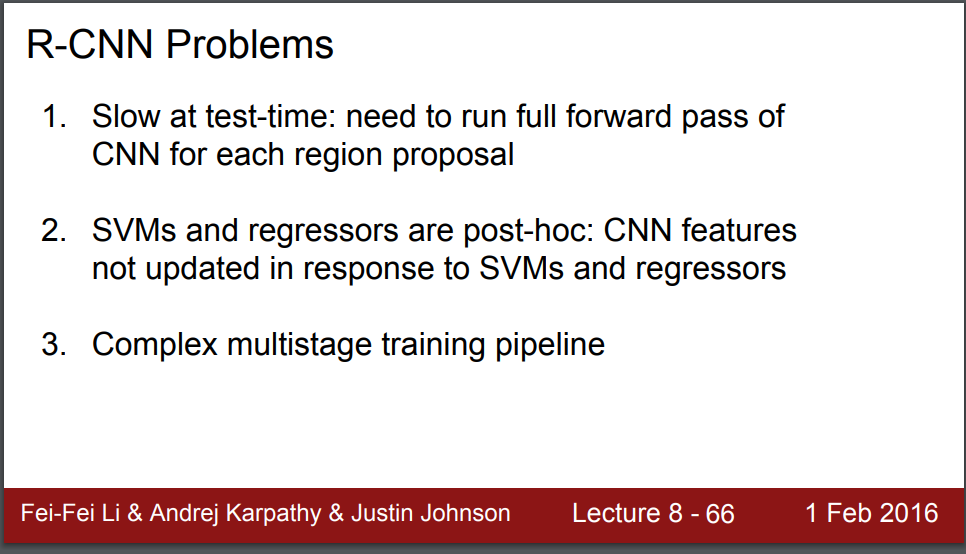 R-CNN Problems
1. Slow at test-time: need to run full forward pass of
CNN for each region proposal
2. SVMs and regressors are post-hoc: CNN features
not updated in response to SVMs and regressors
3. Complex multistage training pipeline
Fei-Fei Li & Andrej Karpathy & Justin Johnson Lecture 8 - 66 1 Feb 2016